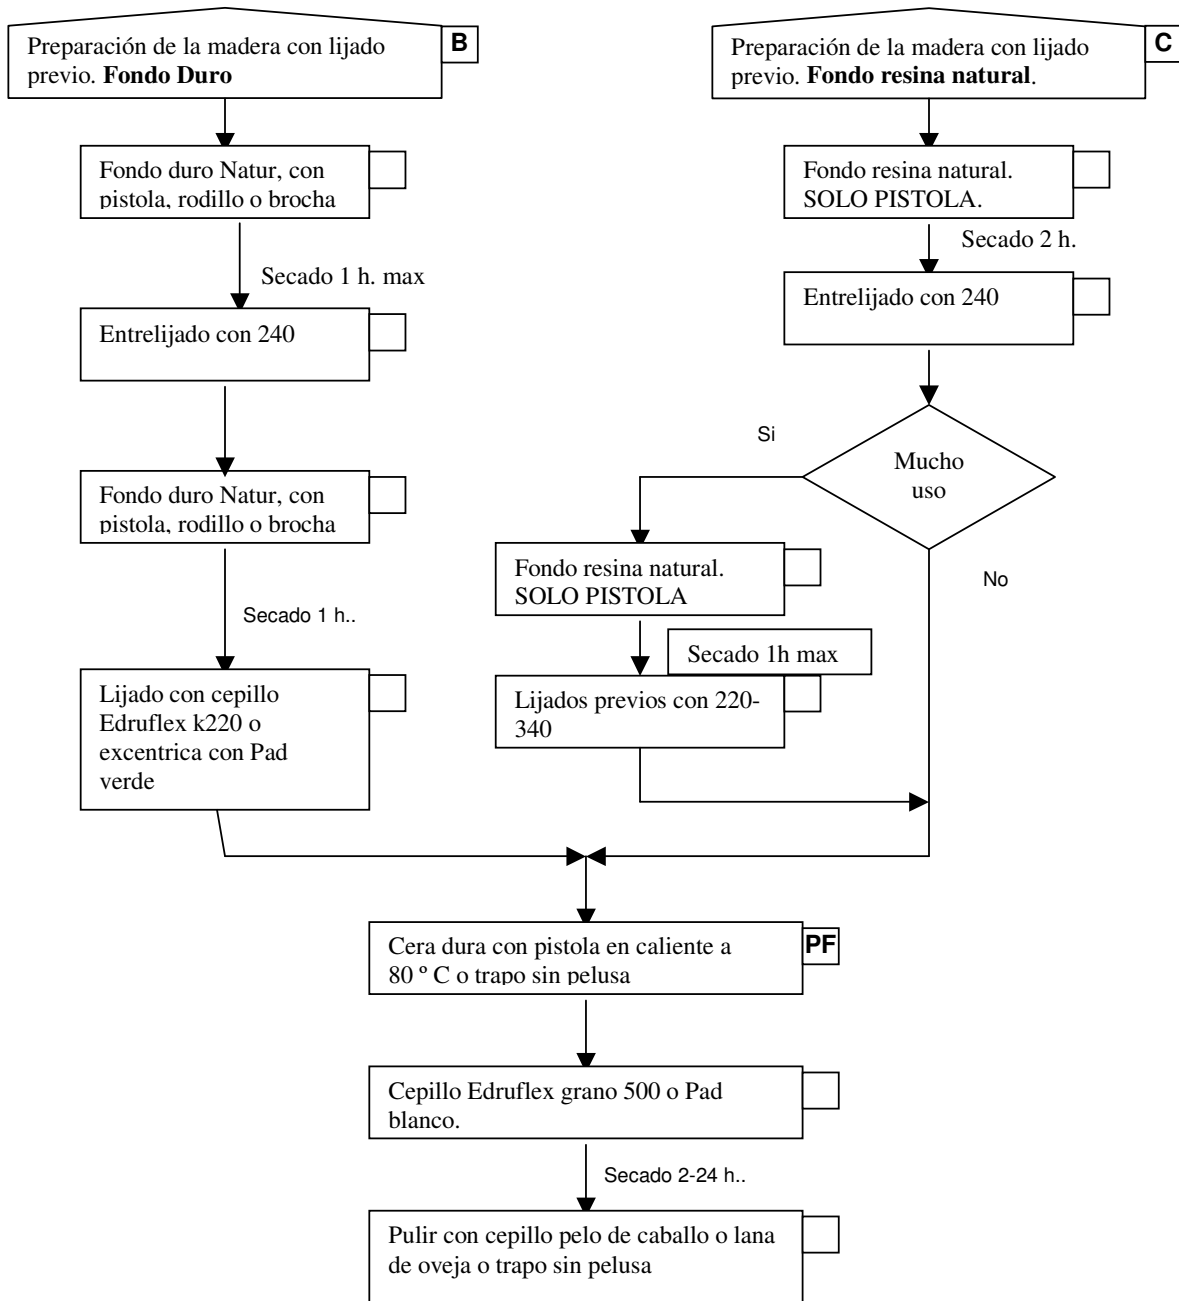 Preparación de la madera con lijado
previo. Fondo Duro
B
Fondo duro Natur, con
pistola, rodillo o brocha
Secado 1 h. max
Entrelijado con 240
Fondo duro Natur, con
pistola, rodillo o brocha
Secado 1 h..
Lijado con cepillo
Edruflex k220 o
excentrica con Pad
verde
Preparación de la madera con lijado
previo. Fondo resina natural.
C
Fondo resina natural.
SOLO PISTOLA.
Secado 2 h.
Entrelijado con 240
Mucho
uso
Si
No
Fondo resina natural.
SOLO PISTOLA
Secado 1h max
Lijados previos con 220-
340
Cera dura con pistola en caliente a
80 º C o trapo sin pelusa
PF
Cepillo Edruflex grano 500 o Pad
blanco.
Secado 2-24 h..
Pulir con cepillo pelo de caballo o lana
de oveja o trapo sin pelusa